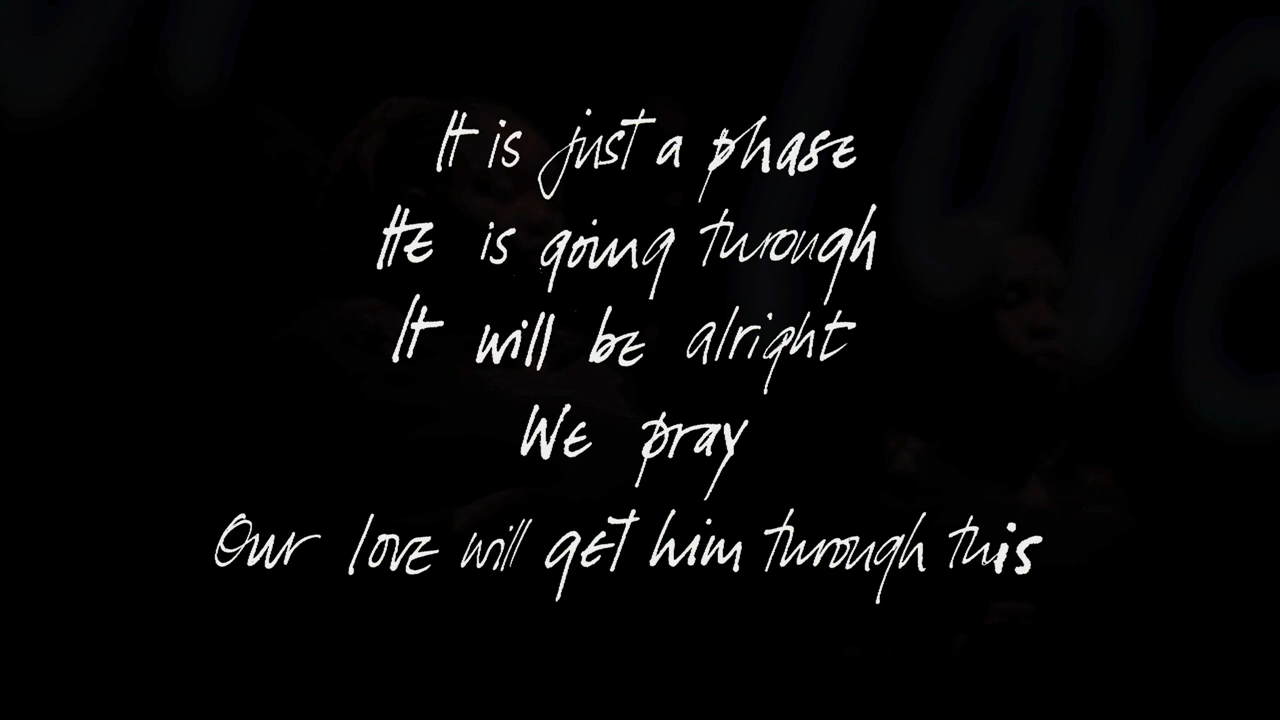 It is just a phase
He is going through
It will be alright
We pray
Our love will get him through this